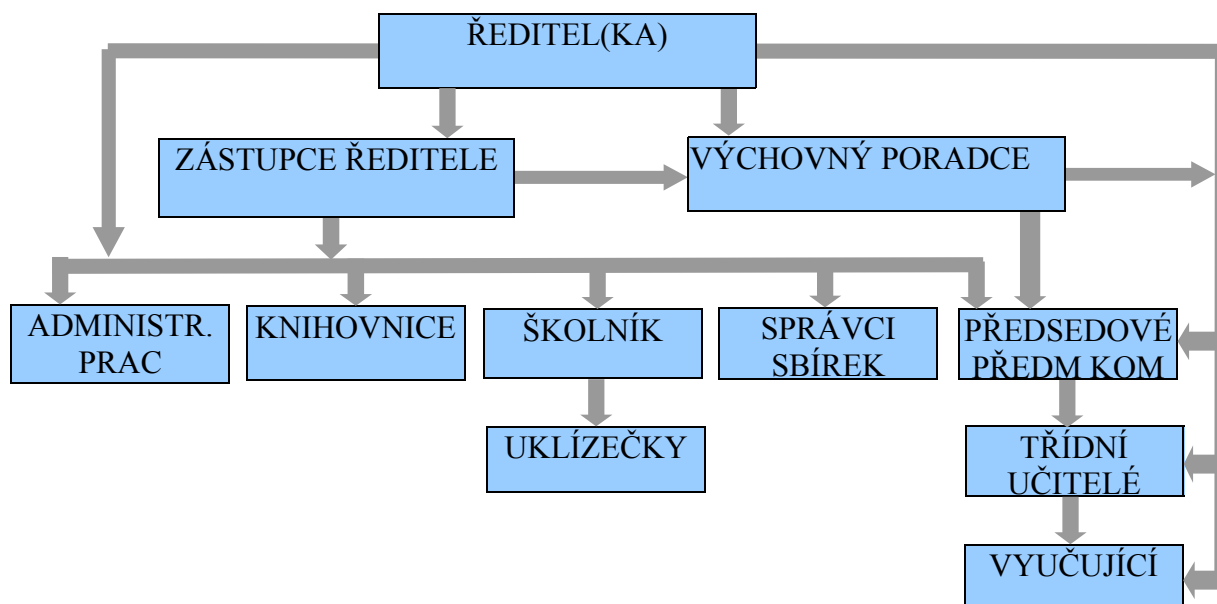 ŘEDITEL(KA)
ZÁSTUPCE ŘEDITELE
VÝCHOVNÝ PORADCE
ADMINISTR.
PRAC
KNIHOVNICE
ŠKOLNÍK
SPRÁVCI
SBÍREK
PŘEDSEDOVÉ
PŘEDM KOM
UKLÍZEČKY
TŘÍDNÍ
UČITELÉ
VYUČUJÍCÍ